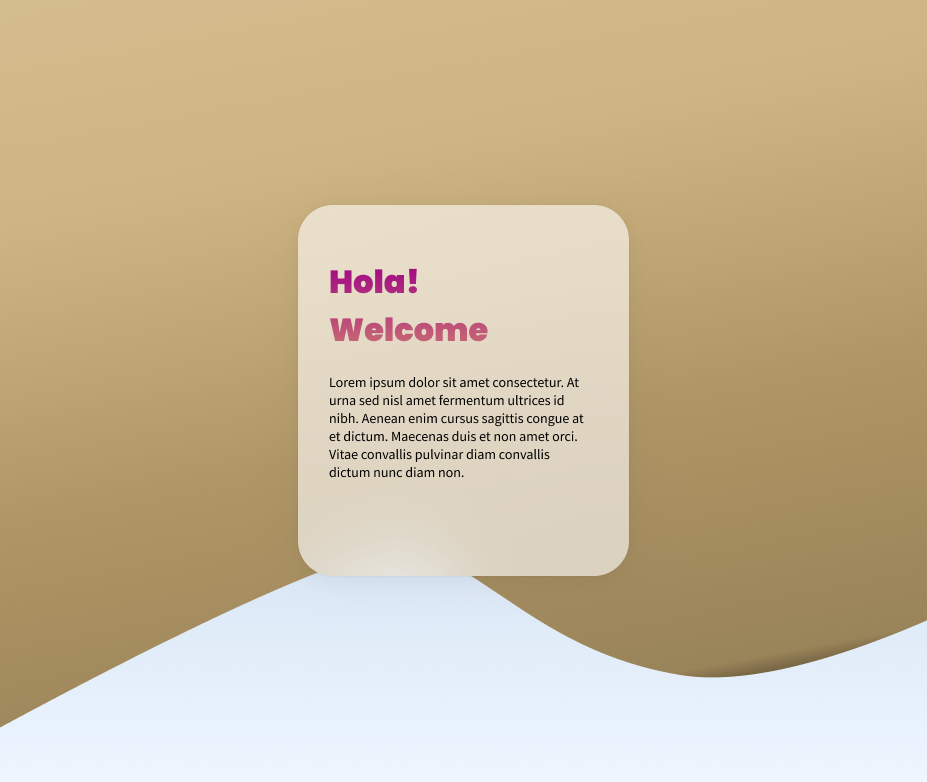 Hola!
Welcome
Lorem ipsum dolor sit amet consectetur. At
urna sed nisl amet fermentum ultrices id
nibh. Aenean enim cursus sagittis congue at
et dictum. Maecenas duis et non amet orci.
Vitae convallis pulvinar diam convallis
dictum nunc diam non.